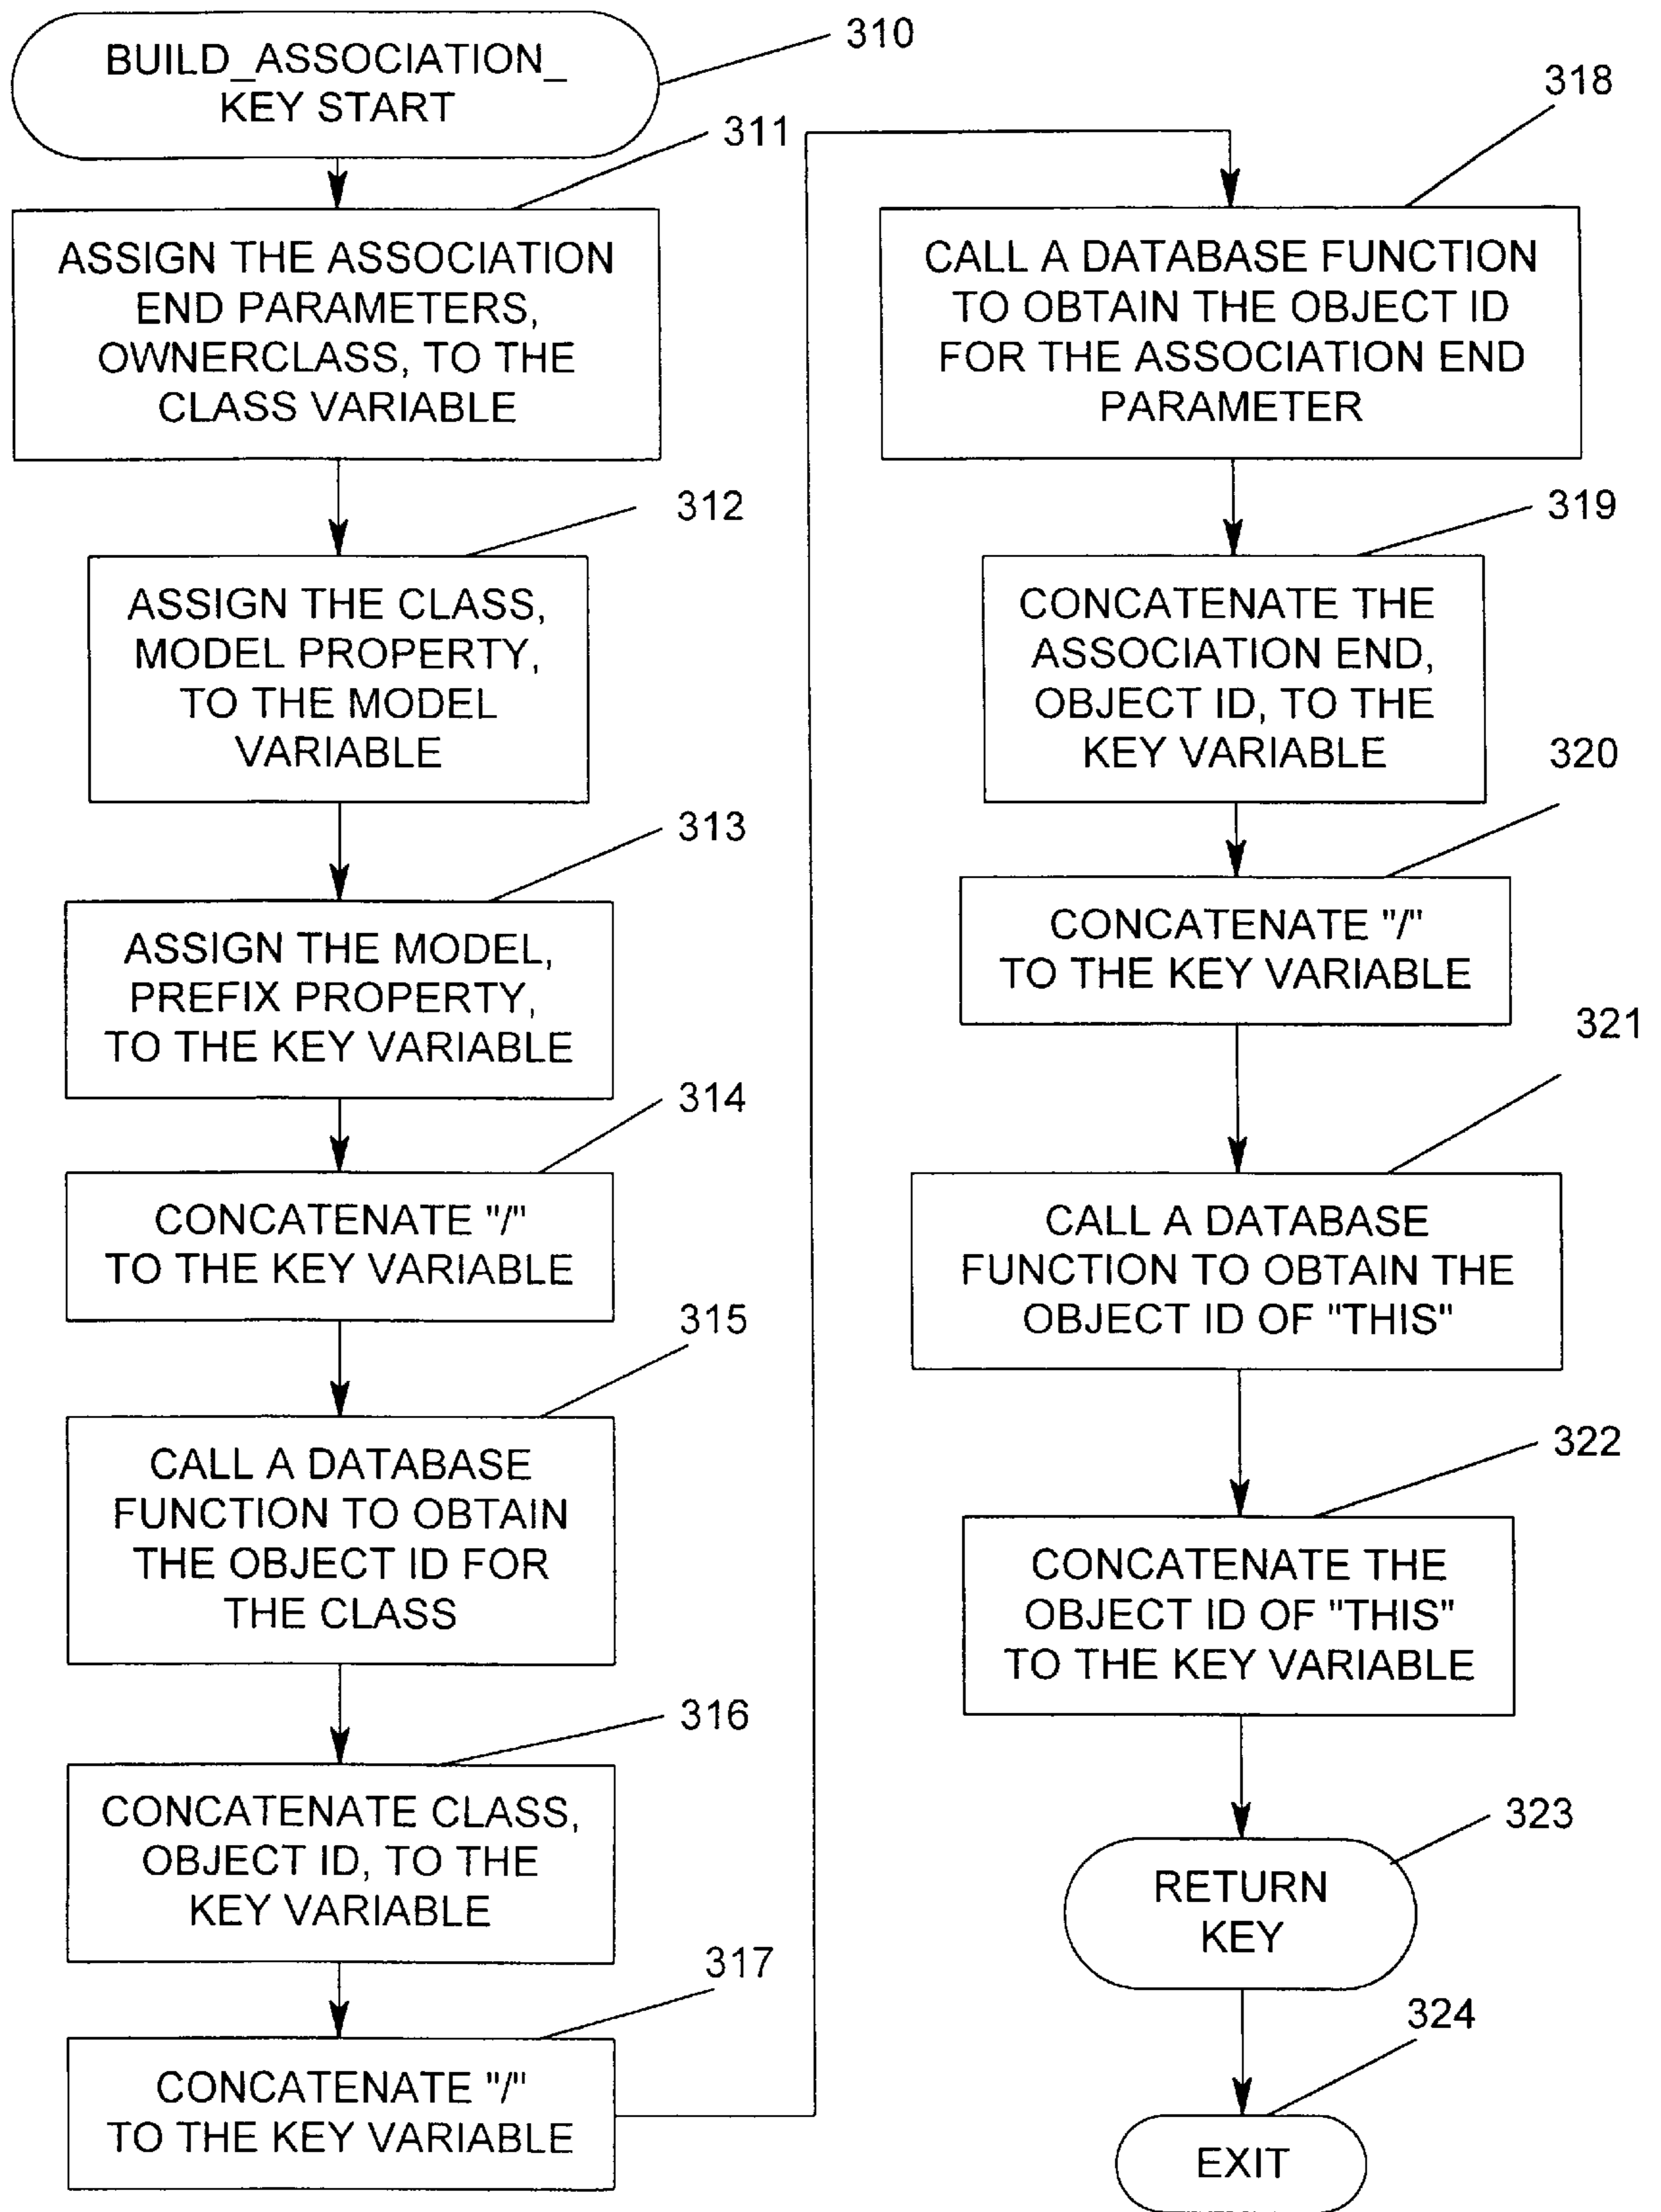 BUILD_ASSOCIATION_
KEY START
310
311
ASSIGN THE ASSOCIATION
END PARAMETERS,
OWNERCLASS, TO THE
CLASS VARIABLE
312
ASSIGN THE CLASS,
MODEL PROPERTY,
TO THE MODEL
VARIABLE
313
ASSIGN THE MODEL,
PREFIX PROPERTY,
TO THE KEY VARIABLE
314
CONCATENATE "/"
TO THE KEY VARIABLE
315
CALL A DATABASE
FUNCTION TO OBTAIN
THE OBJECT ID FOR
THE CLASS
316
CONCATENATE CLASS,
OBJECT ID, TO THE
KEY VARIABLE
317
CONCATENATE "/"
TO THE KEY VARIABLE
318
CALL A DATABASE FUNCTION
TO OBTAIN THE OBJECT ID
FOR THE ASSOCIATION END
PARAMETER
319
CONCATENATE THE
ASSOCIATION END,
OBJECT ID, TO THE
KEY VARIABLE
320
CONCATENATE "/"
TO THE KEY VARIABLE
321
CALL A DATABASE
FUNCTION TO OBTAIN THE
OBJECT ID OF "THIS"
322
CONCATENATE THE
OBJECT ID OF "THIS"
TO THE KEY VARIABLE
323
RETURN
KEY
324
EXIT